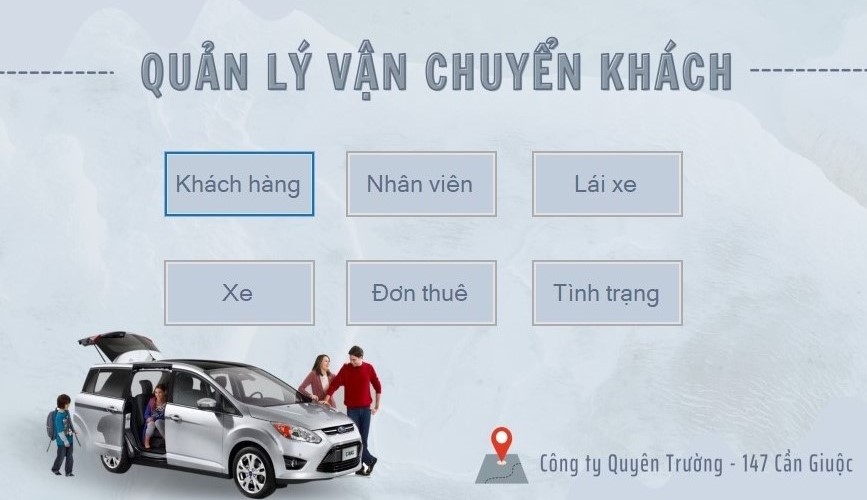 QUẢN LÝ VẬN CHUYỂN KHÁCH
Khách hàng
Nhân viên
Lái xe
Xe
Đơn thuê
Tình trạng
Công ty Quyên Trường - 147 Cần Giuộc